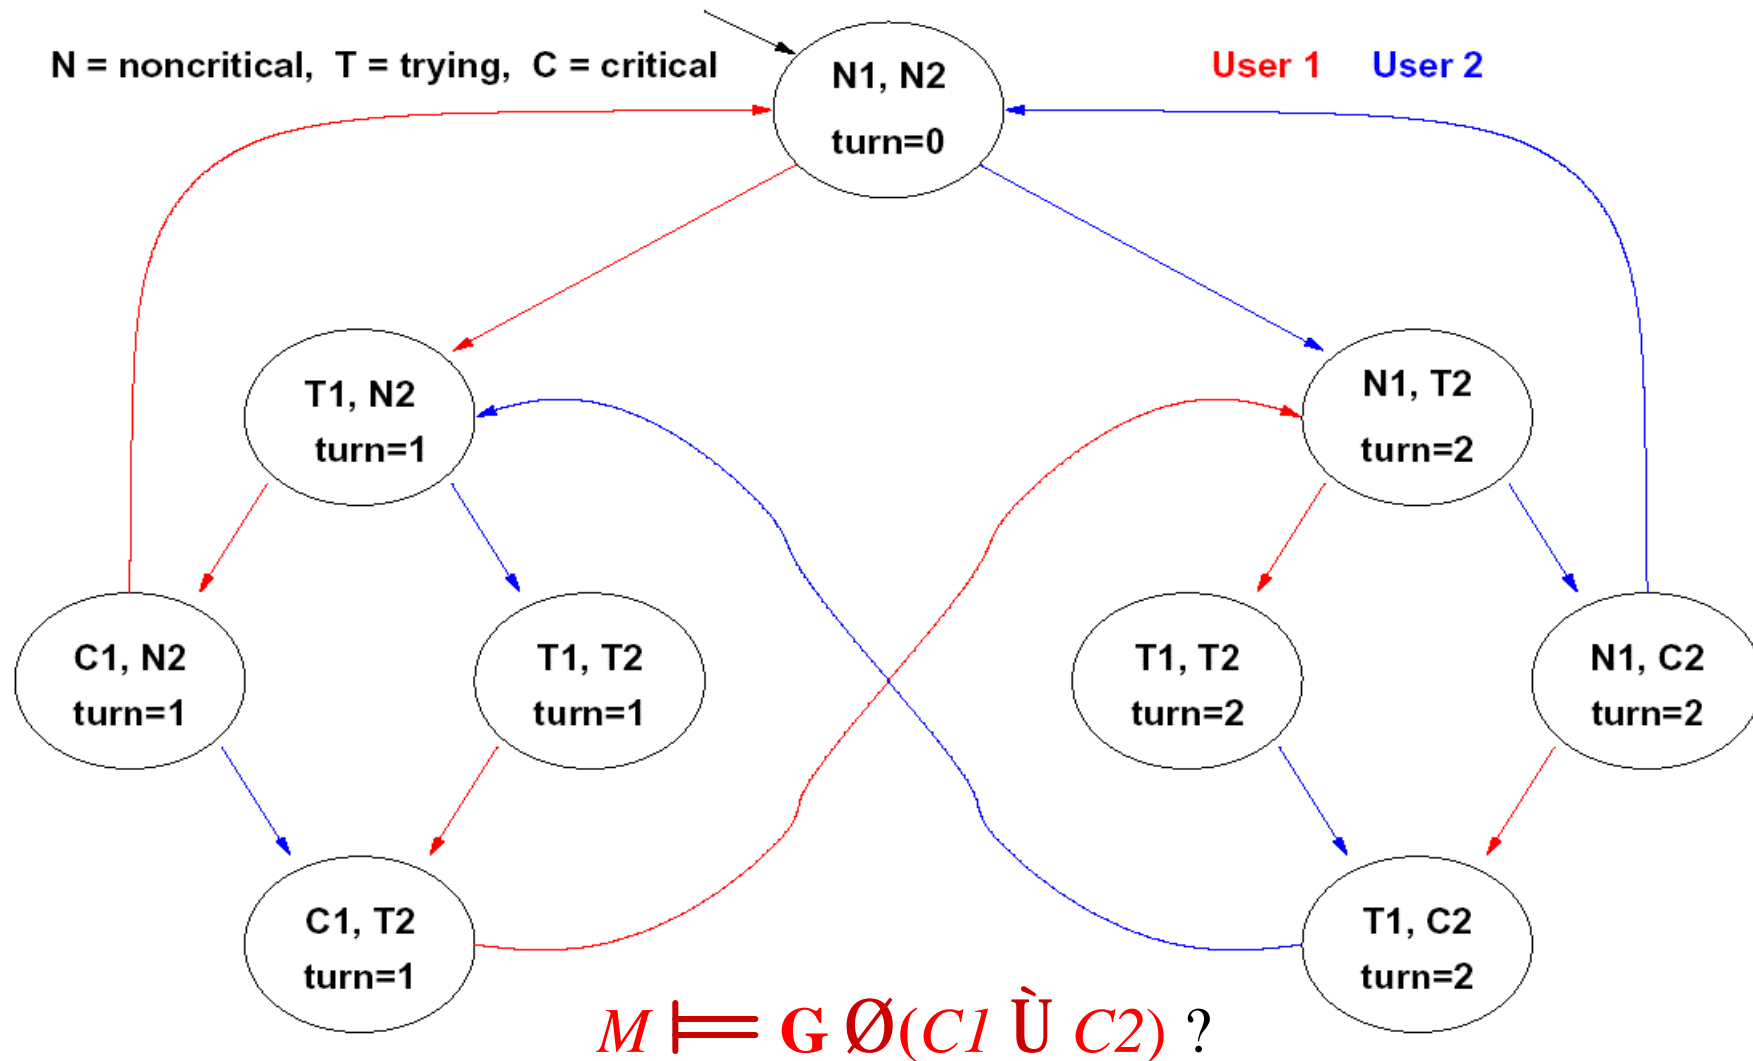 N = noncritical, T = trying, C = critical
User 1 User 2
N1, N2
turn=0
T1, N2
turn=1
N1, T2
turn=2
C1, N2
turn=1
T1, T2
turn=1
T1, T2
turn=2
N1, C2
turn=2
C1, T2
turn=1
T1, C2
turn=2
M ⊨ G Ø(C1 Ù C2) ?